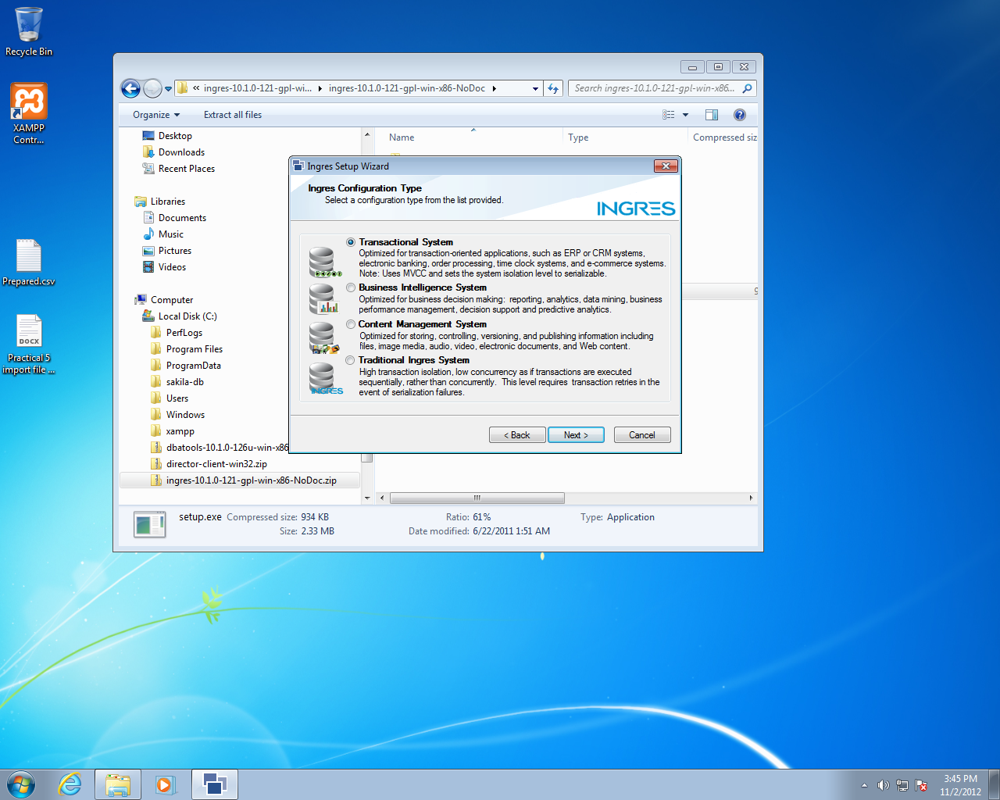 Recycle Bin
XAMPP
Contr...
Prepared.csv
DOCX
Practical 5
import file ...
« ingres-10.1.0-121-gpl-wi... ingres-10.1.0-121-gpl-win-x86-NoDoc
Search ingres-10.1.0-121-gpl-win-x86...
Organize Extract all files
Desktop
Downloads
Recent Places
Libraries
Documents
Music
Pictures
Videos
Computer
Local Disk (C:)
PerfLogs
Program Files
ProgramData
sakila-db
Users
Windows
xampp
dbatools-10.1.0-126u-win-x86
director-client-win32.zip
ingres-10.1.0-121-gpl-win-x86-NoDoc.zip
Name Type Compressed siz
Ingres Setup Wizard
Ingres Configuration Type
Select a configuration type from the list provided.
INGRES
Transactional System
Optimized for transaction-oriented applications, such as ERP or CRM systems,
electronic banking, order processing, time clock systems, and e-commerce systems.
Note: Uses MVCC and sets the system isolation level to serializable.
Business Intelligence System
Optimized for business decision making: reporting, analytics, data mining, business
performance management, decision support and predictive analytics.
Content Management System
Optimized for storing, controlling, versioning, and publishing information including
files, image media, audio, video, electronic documents, and Web content.
Traditional Ingres System
High transaction isolation, low concurrency as if transactions are executed
sequentially, rather than concurrently. This level requires transaction retries in the
event of serialization failures.
INGRES
< Back Next > Cancel
setup.exe Compressed size: 934 KB Ratio: 61% Type: Application
Size: 2.33 MB Date modified: 6/22/2011 1:51 AM
3:45 PM
11/2/2012